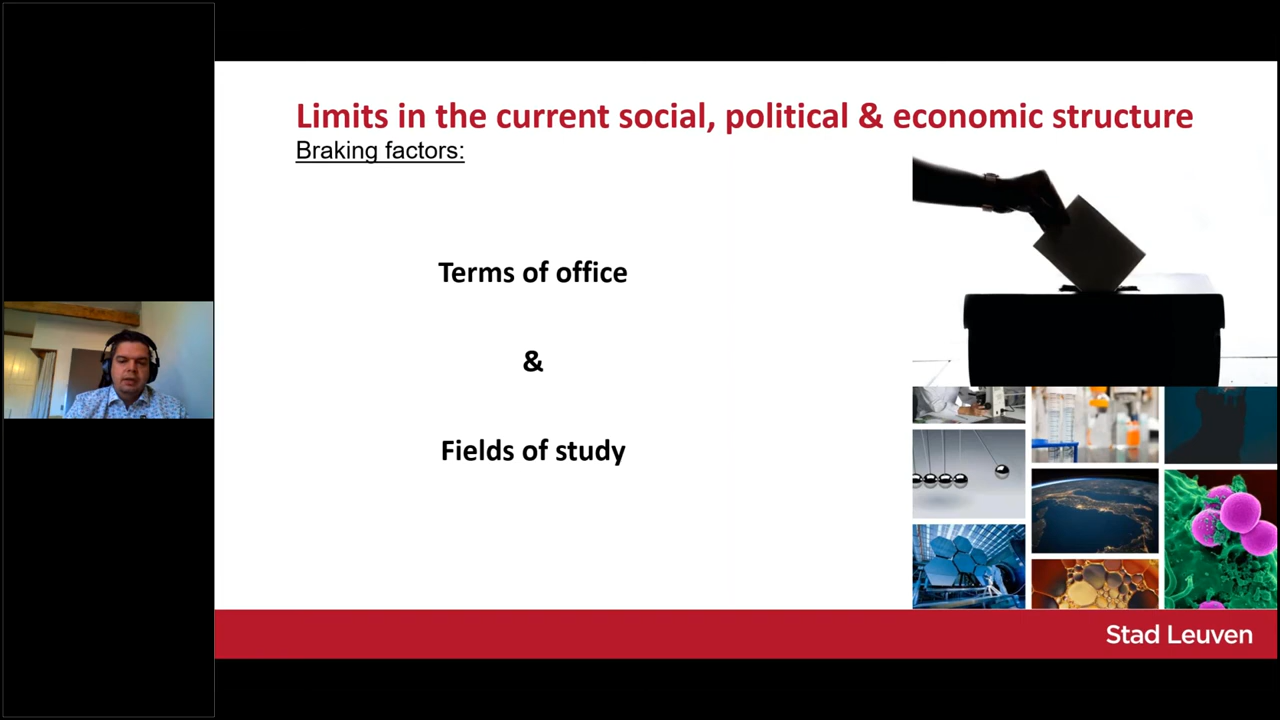 Limits in the current social, political & economic structure
Braking factors:
Terms of office
&
Fields of study
Stad Leuven